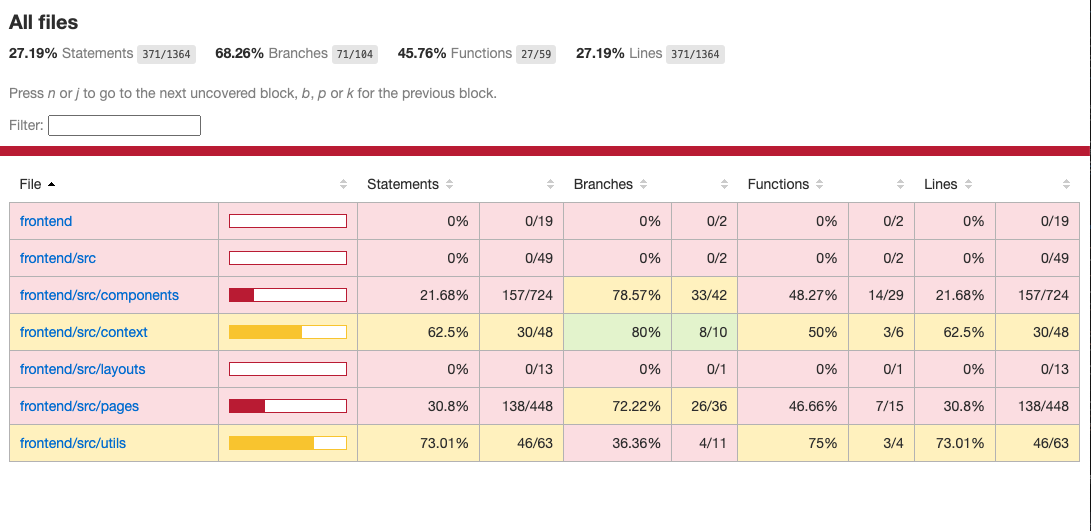 All files
27.19% Statements 371/1364 68.26% Branches 71/104 45.76% Functions 27/59 27.19% Lines 371/1364
Press n or j to go to the next uncovered block, b, p or k for the previous block.
Filter:
File Statements Branches Functions Lines
frontend 0% 0/19 0% 0/2 0% 0/2 0% 0/19
frontend/src 0% 0/49 0% 0/2 0% 0/2 0% 0/49
frontend/src/components 21.68% 157/724 78.57% 33/42 48.27% 14/29 21.68% 157/724
frontend/src/context 62.5% 30/48 80% 8/10 50% 3/6 62.5% 30/48
frontend/src/layouts 0% 0/13 0% 0/1 0% 0/1 0% 0/13
frontend/src/pages 30.8% 138/448 72.22% 26/36 46.66% 7/15 30.8% 138/448
frontend/src/utils 73.01% 46/63 36.36% 4/11 75% 3/4 73.01% 46/63